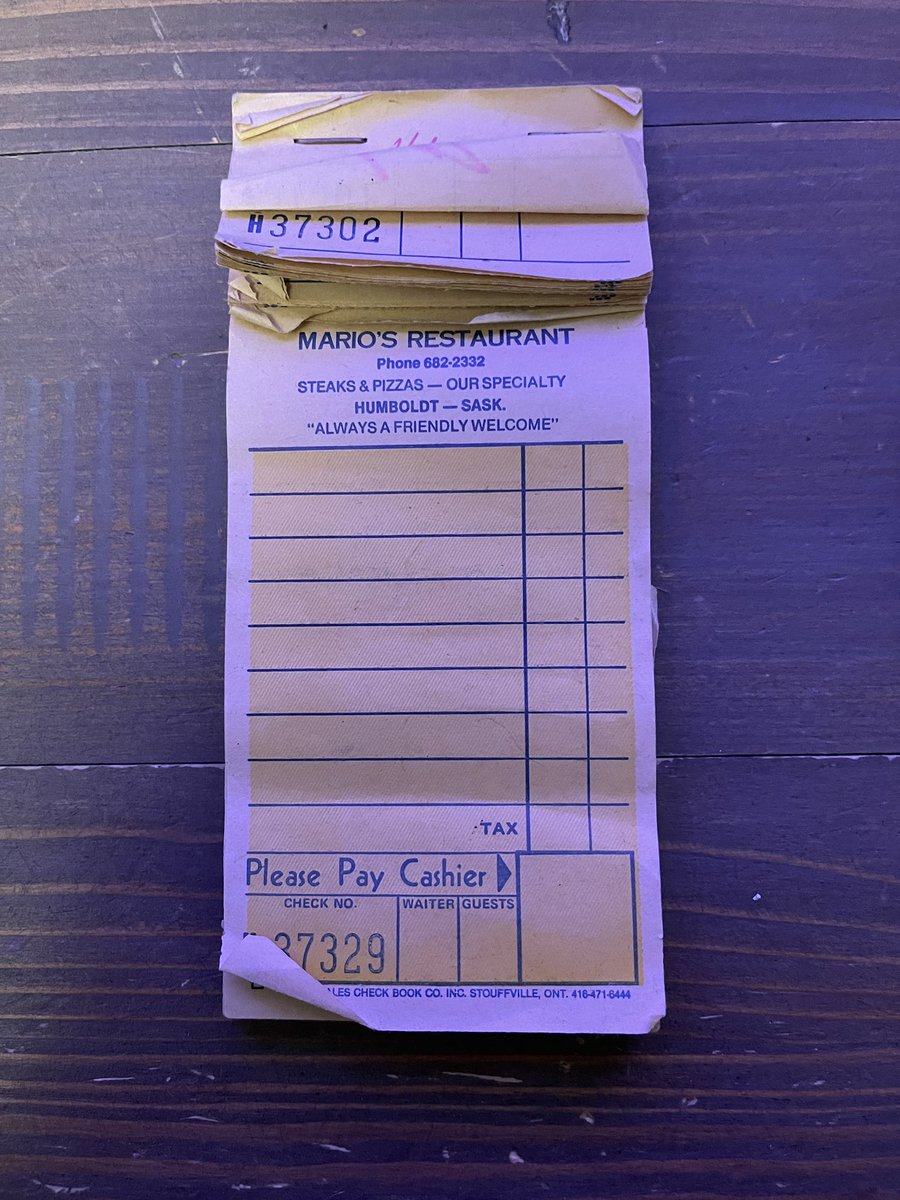 H37302
MARIO'S RESTAURANT
Phone 682-2332
STEAKS & PIZZAS — OUR SPECIALTY
HUMBOLDT — SASK.
"ALWAYS A FRIENDLY WELCOME"
TAX
Please Pay Cashier
CHECK NO. WAITER GUESTS
37329
CHECK BOOK CO. INC. STOUFFVILLE, ONT. 416-471-6444